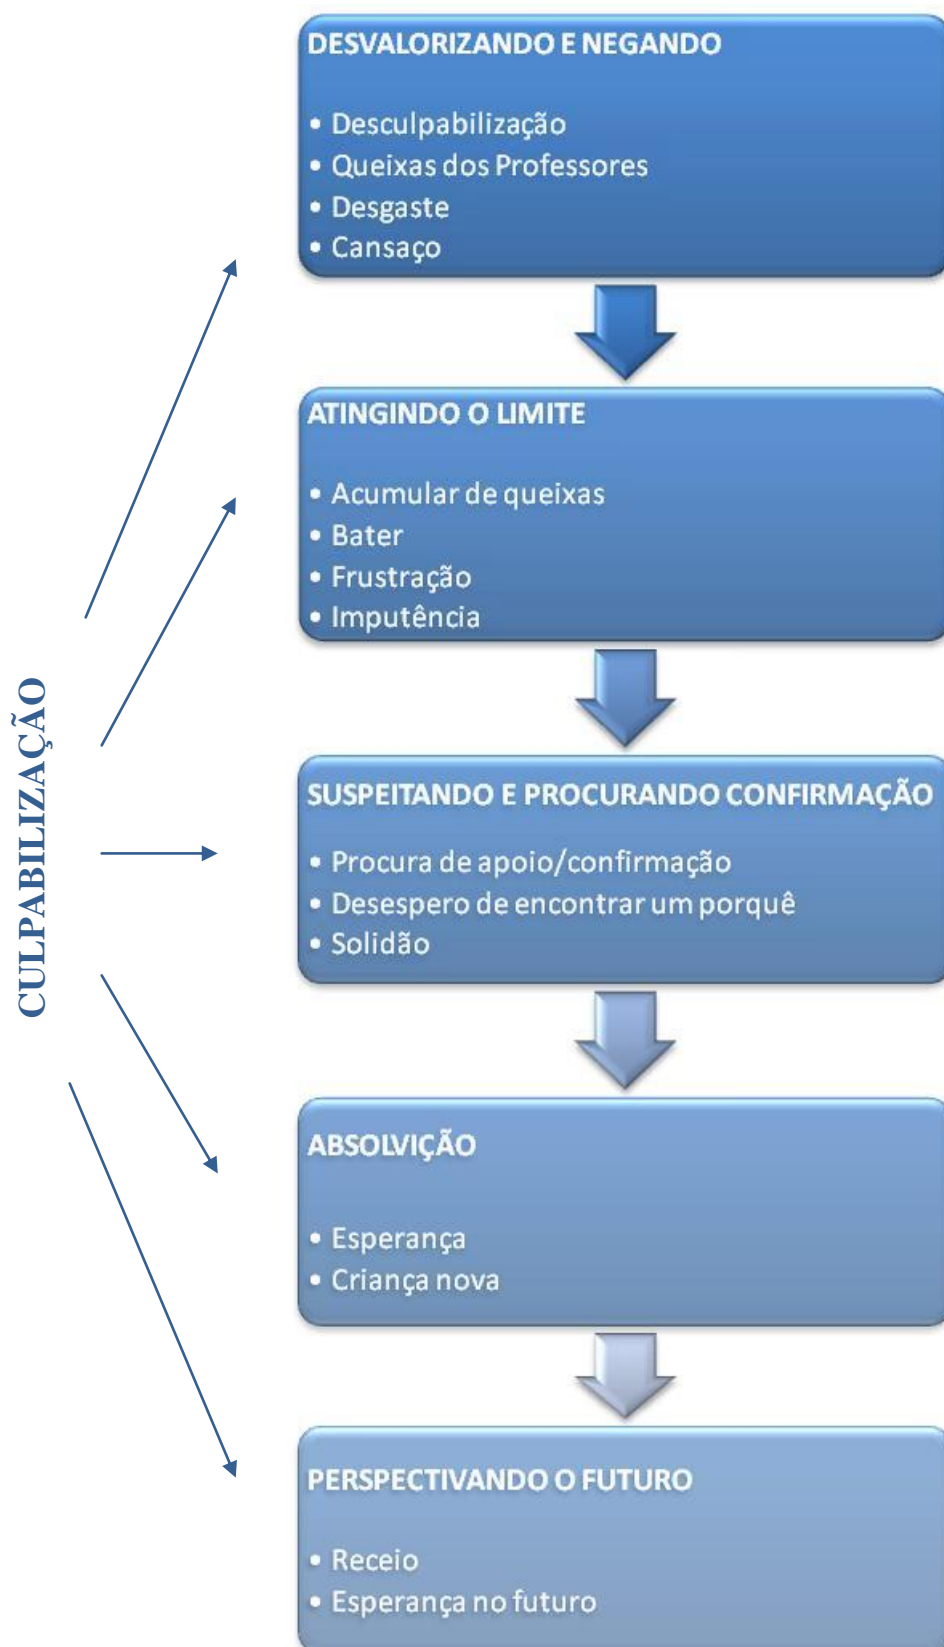 CULPABILIZAÇÃO
DESVALORIZANDO E NEGANDO
• Desculpabilização
• Queixas dos Professores
• Desgaste
• Cansaço
ATINGINDO O LIMITE
• Acumular de queixas
• Bater
• Frustração
• Imputência
SUSPEITANDO E PROCURANDO CONFIRMAÇÃO
• Procura de apoio/confirmação
• Desespero de encontrar um porquê
• Solidão
ABSOLVIÇÃO
• Esperança
• Criança nova
PERSPECTIVANDO O FUTURO
• Receio
• Esperança no futuro